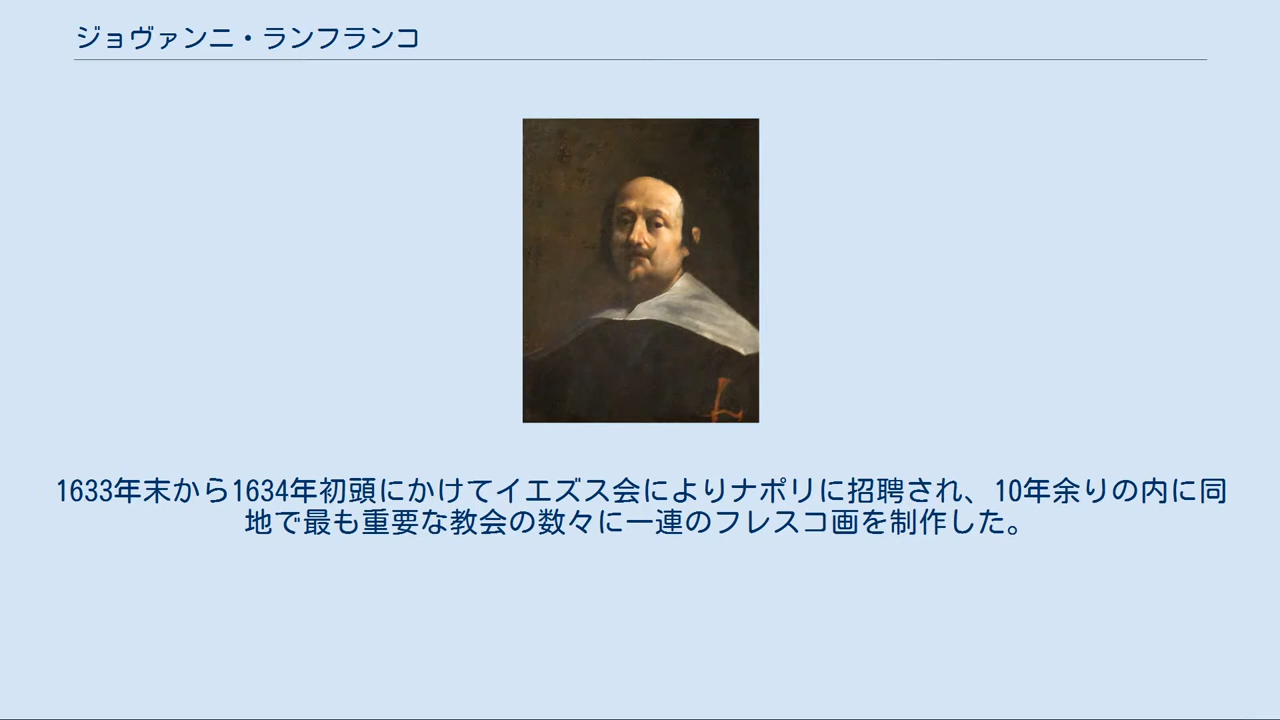 ジョヴァンニ・ランフランコ
1633年末から1634年初頭にかけてイエズス会によりナポリに招聘され、10年余りの内に同
地で最も重要な教会の数々に一連のフレスコ画を制作した。